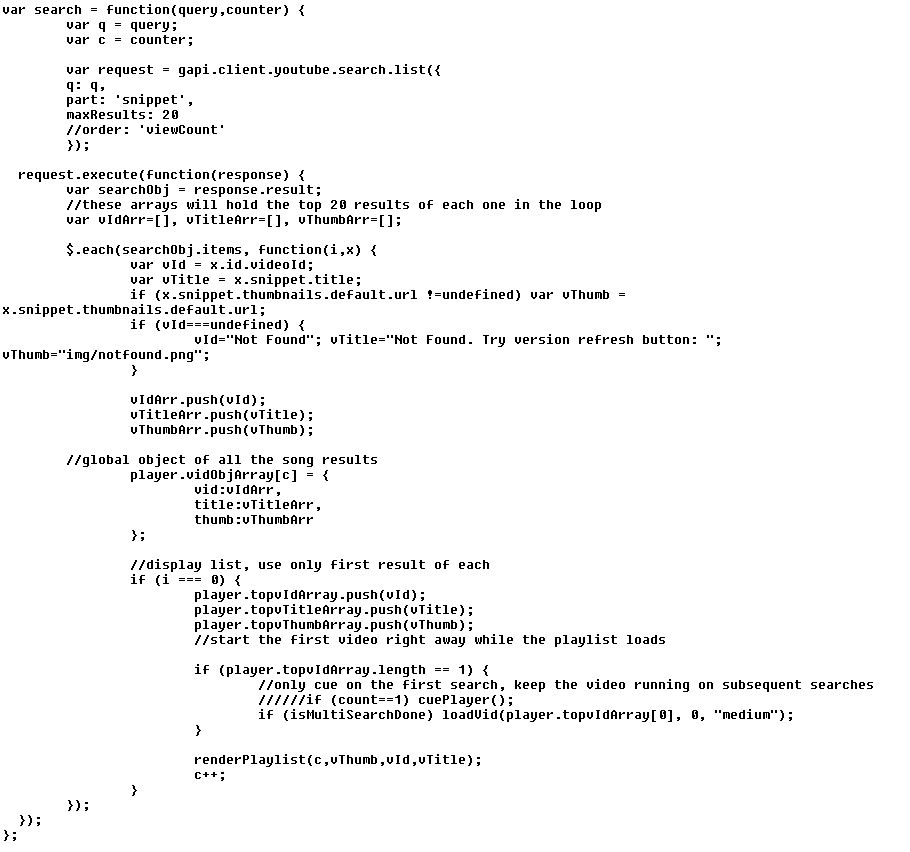 var search = function(query,counter) {
        var q = query;
        var c = counter;

        var request = gapi.client.youtube.search.list({
        q: q,
        part: 'snippet',
        maxResults: 20
        //order: 'viewCount'
        });

  request.execute(function(response) {
        var searchObj = response.result;
        //these arrays will hold the top 20 results of each one in the loop
        var vIdArr=[], vTitleArr=[], vThumbArr=[];

        $.each(searchObj.items, function(i,x) {
                var vId = x.id.videoId;
                var vTitle = x.snippet.title;
                if (x.snippet.thumbnails.default.url !=undefined) var vThumb =
x.snippet.thumbnails.default.url;
                if (vId===undefined) {
                        vId="Not Found"; vTitle="Not Found. Try version refresh button: ";
vThumb="img/notfound.png";
                }

                vIdArr.push(vId);
                vTitleArr.push(vTitle);
                vThumbArr.push(vThumb);

        //global object of all the song results
                player.vidObjArray[c] = {
                        vid:vIdArr,
                        title:vTitleArr,
                        thumb:vThumbArr
                };

                //display list, use only first result of each
                if (i === 0) {
                        player.topvIdArray.push(vId);
                        player.topvTitleArray.push(vTitle);
                        player.topvThumbArray.push(vThumb);
                        //start the first video right away while the playlist loads

                        if (player.topvIdArray.length == 1) {
                                //only cue on the first search, keep the video running on subsequent searches
                                //////if (count==1) cuePlayer();
                                if (isMultiSearchDone) loadVid(player.topvIdArray[0], 0, "medium");
                        }

                        renderPlaylist(c,vThumb,vId,vTitle);
                        c++;
                }
        });
  });
};